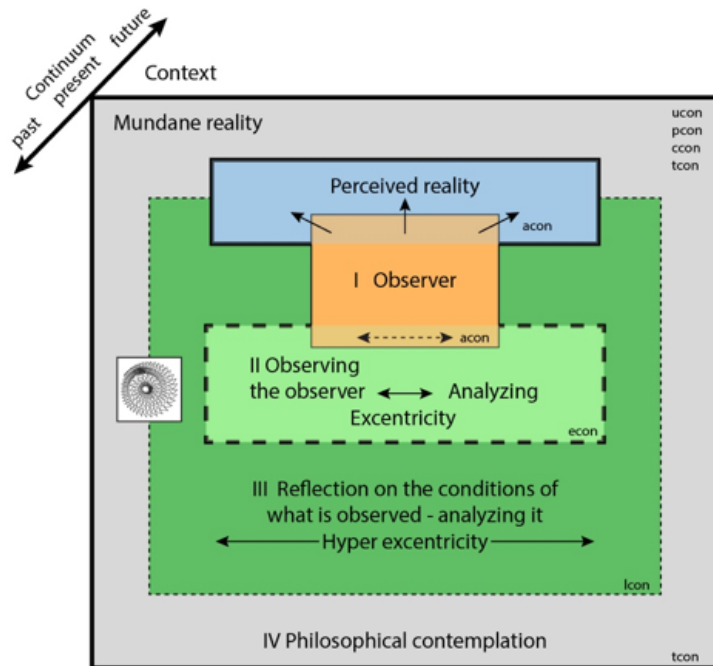 Continuum
past present future
Context
Mundane reality
ucon
pcon
ccon
tcon
Perceived reality
acon
I Observer
acon
II Observing
the observer Analyzing
Excentricity
econ
III Reflection on the conditions of
what is observed - analyzing it
Hyper excentricity
lcon
IV Philosophical contemplation
tcon